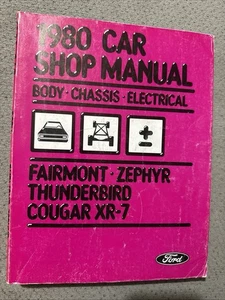 1980 CAR
SHOP MANUAL
BODY · CHASSIS · ELECTRICAL
FAIRMONT · ZEPHYR
THUNDERBIRD
COUGAR XR-7
Ford